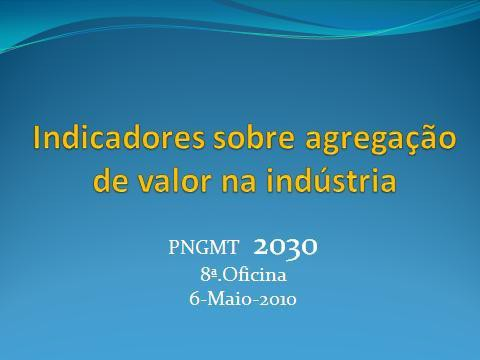 Indicadores sobre agregação
de valor na indústria
PNGMT 2030
8ª.Oficina
6-Maio-2010